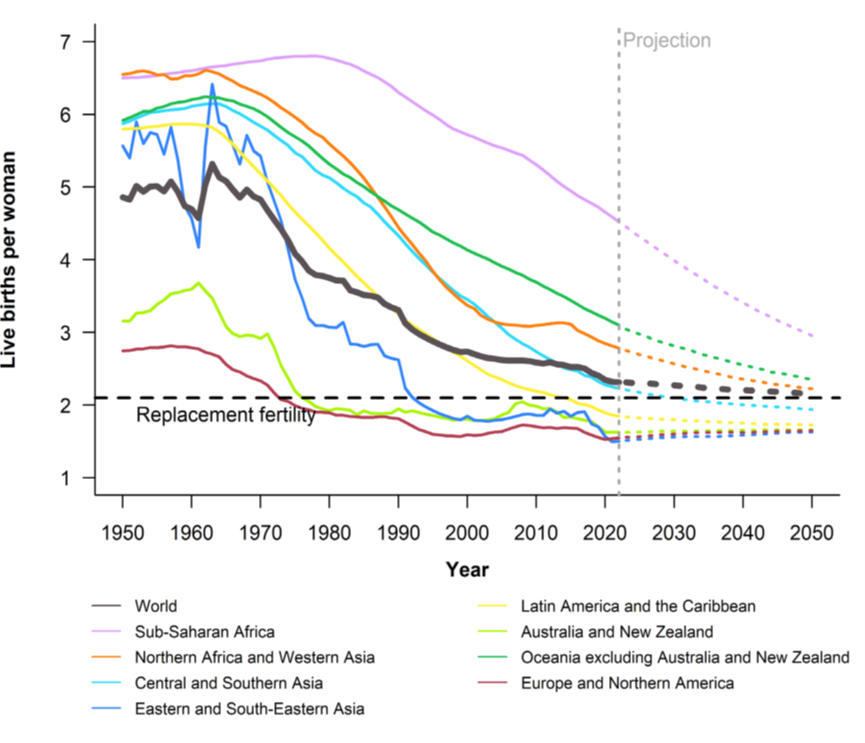 Projection
Live births per woman
7
6
5
4
3
2
1
Replacement fertility
1950 1960 1970 1980 1990 2000 2010 2020 2030 2040 2050
Year
World
Sub-Saharan Africa
Northern Africa and Western Asia
Central and Southern Asia
Eastern and South-Eastern Asia
Latin America and the Caribbean
Australia and New Zealand
Oceania excluding Australia and New Zealand
Europe and Northern America